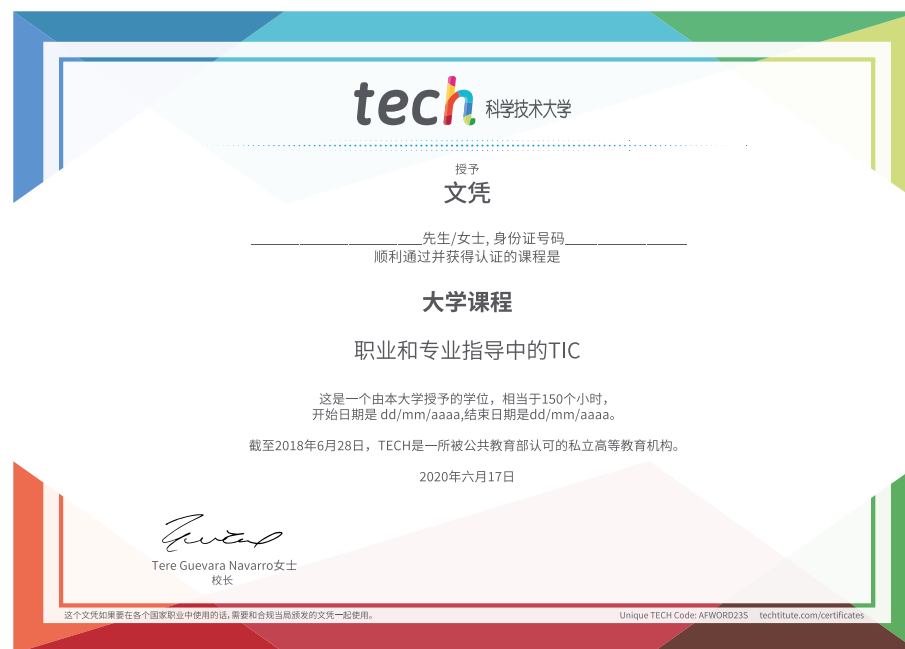 tech 科学技术大学
授予
文凭
_____________________先生/女士, 身份证号码_______________
顺利通过并获得认证的课程是
大学课程
职业和专业指导中的TIC
这是一个由本大学授予的学位，相当于150个小时，
开始日期是 dd/mm/aaaa,结束日期是dd/mm/aaaa。
截至2018年6月28日，TECH是一所被公共教育部认可的私立高等教育机构。
2020年六月17日
Tere Guevara Navarro女士
校长
这个文凭如果要在各个国家职业中使用的话,需要和合规当局颁发的文凭一起使用。
Unique TECH Code: AFWORD23S techtitute.com/certificates